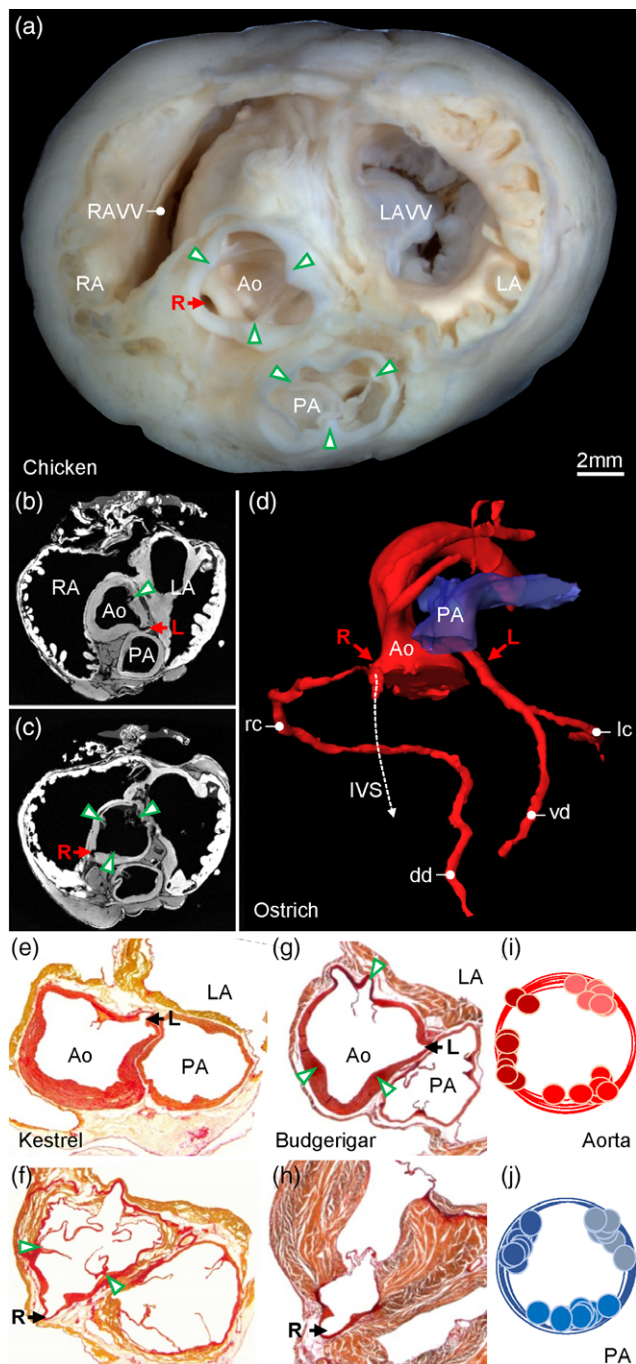 (a)
RAVV
LAVV
RA
Ao
LA
R
PA
Chicken
2mm
(b)
RA
LA
Ao
L
PA
(c)
R
(d)
PA
R
L
Ao
rc
lc
IVS
vd
dd
Ostrich
(e)
LA
L
Ao
PA
Kestrel
(f)
R
(g)
LA
Ao
L
PA
Budgerigar
(h)
R
(i)
Aorta
(j)
PA